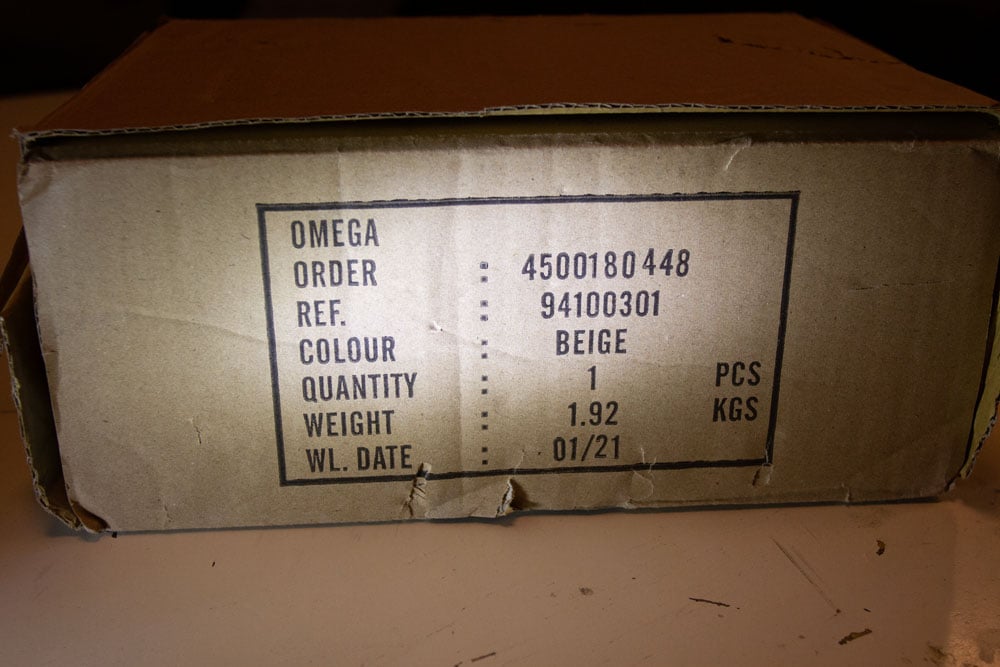 OMEGA
ORDER : 4500180448
REF. : 94100301
COLOUR : BEIGE
QUANTITY : 1 PCS
WEIGHT : 1.92 KGS
WL. DATE : 01/21